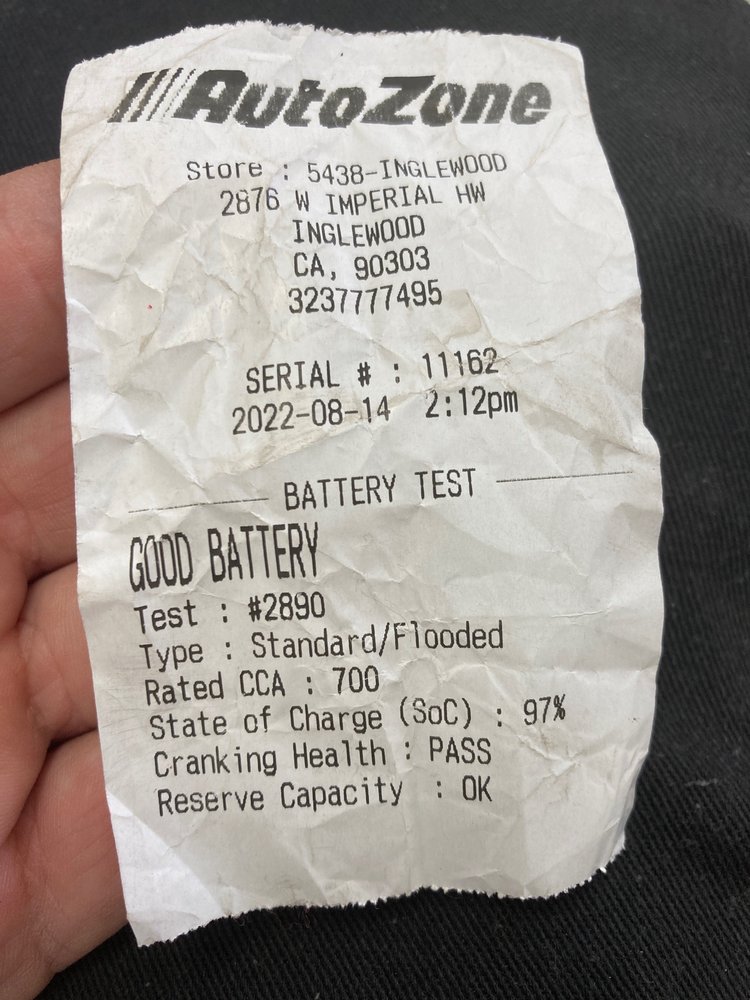 AutoZone
Store : 5438-INGLEWOOD
2876 W IMPERIAL HW
INGLEWOOD
CA, 90303
3237777495
SERIAL # : 11162
2022-08-14 2:12pm
BATTERY TEST
GOOD BATTERY
Test : #2890
Type : Standard/Flooded
Rated CCA : 700
State of Charge (SoC) : 97%
Cranking Health : PASS
Reserve Capacity : OK